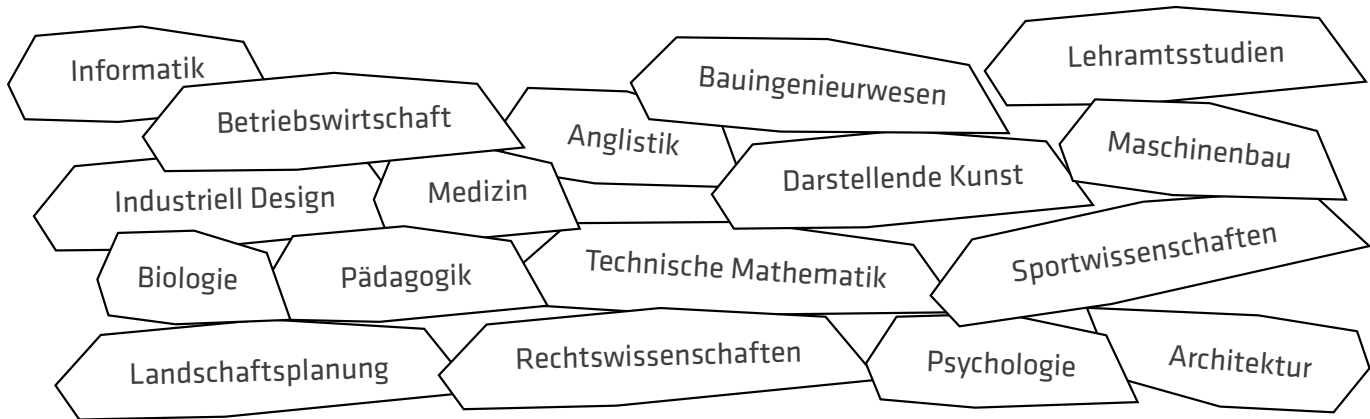 Informatik
Betriebswirtschaft
Anglistik
Bauingenieurwesen
Lehramtsstudien
Industriell Design
Medizin
Darstellende Kunst
Maschinenbau
Biologie
Pädagogik
Technische Mathematik
Sportwissenschaften
Landschaftsplanung
Rechtswissenschaften
Psychologie
Architektur